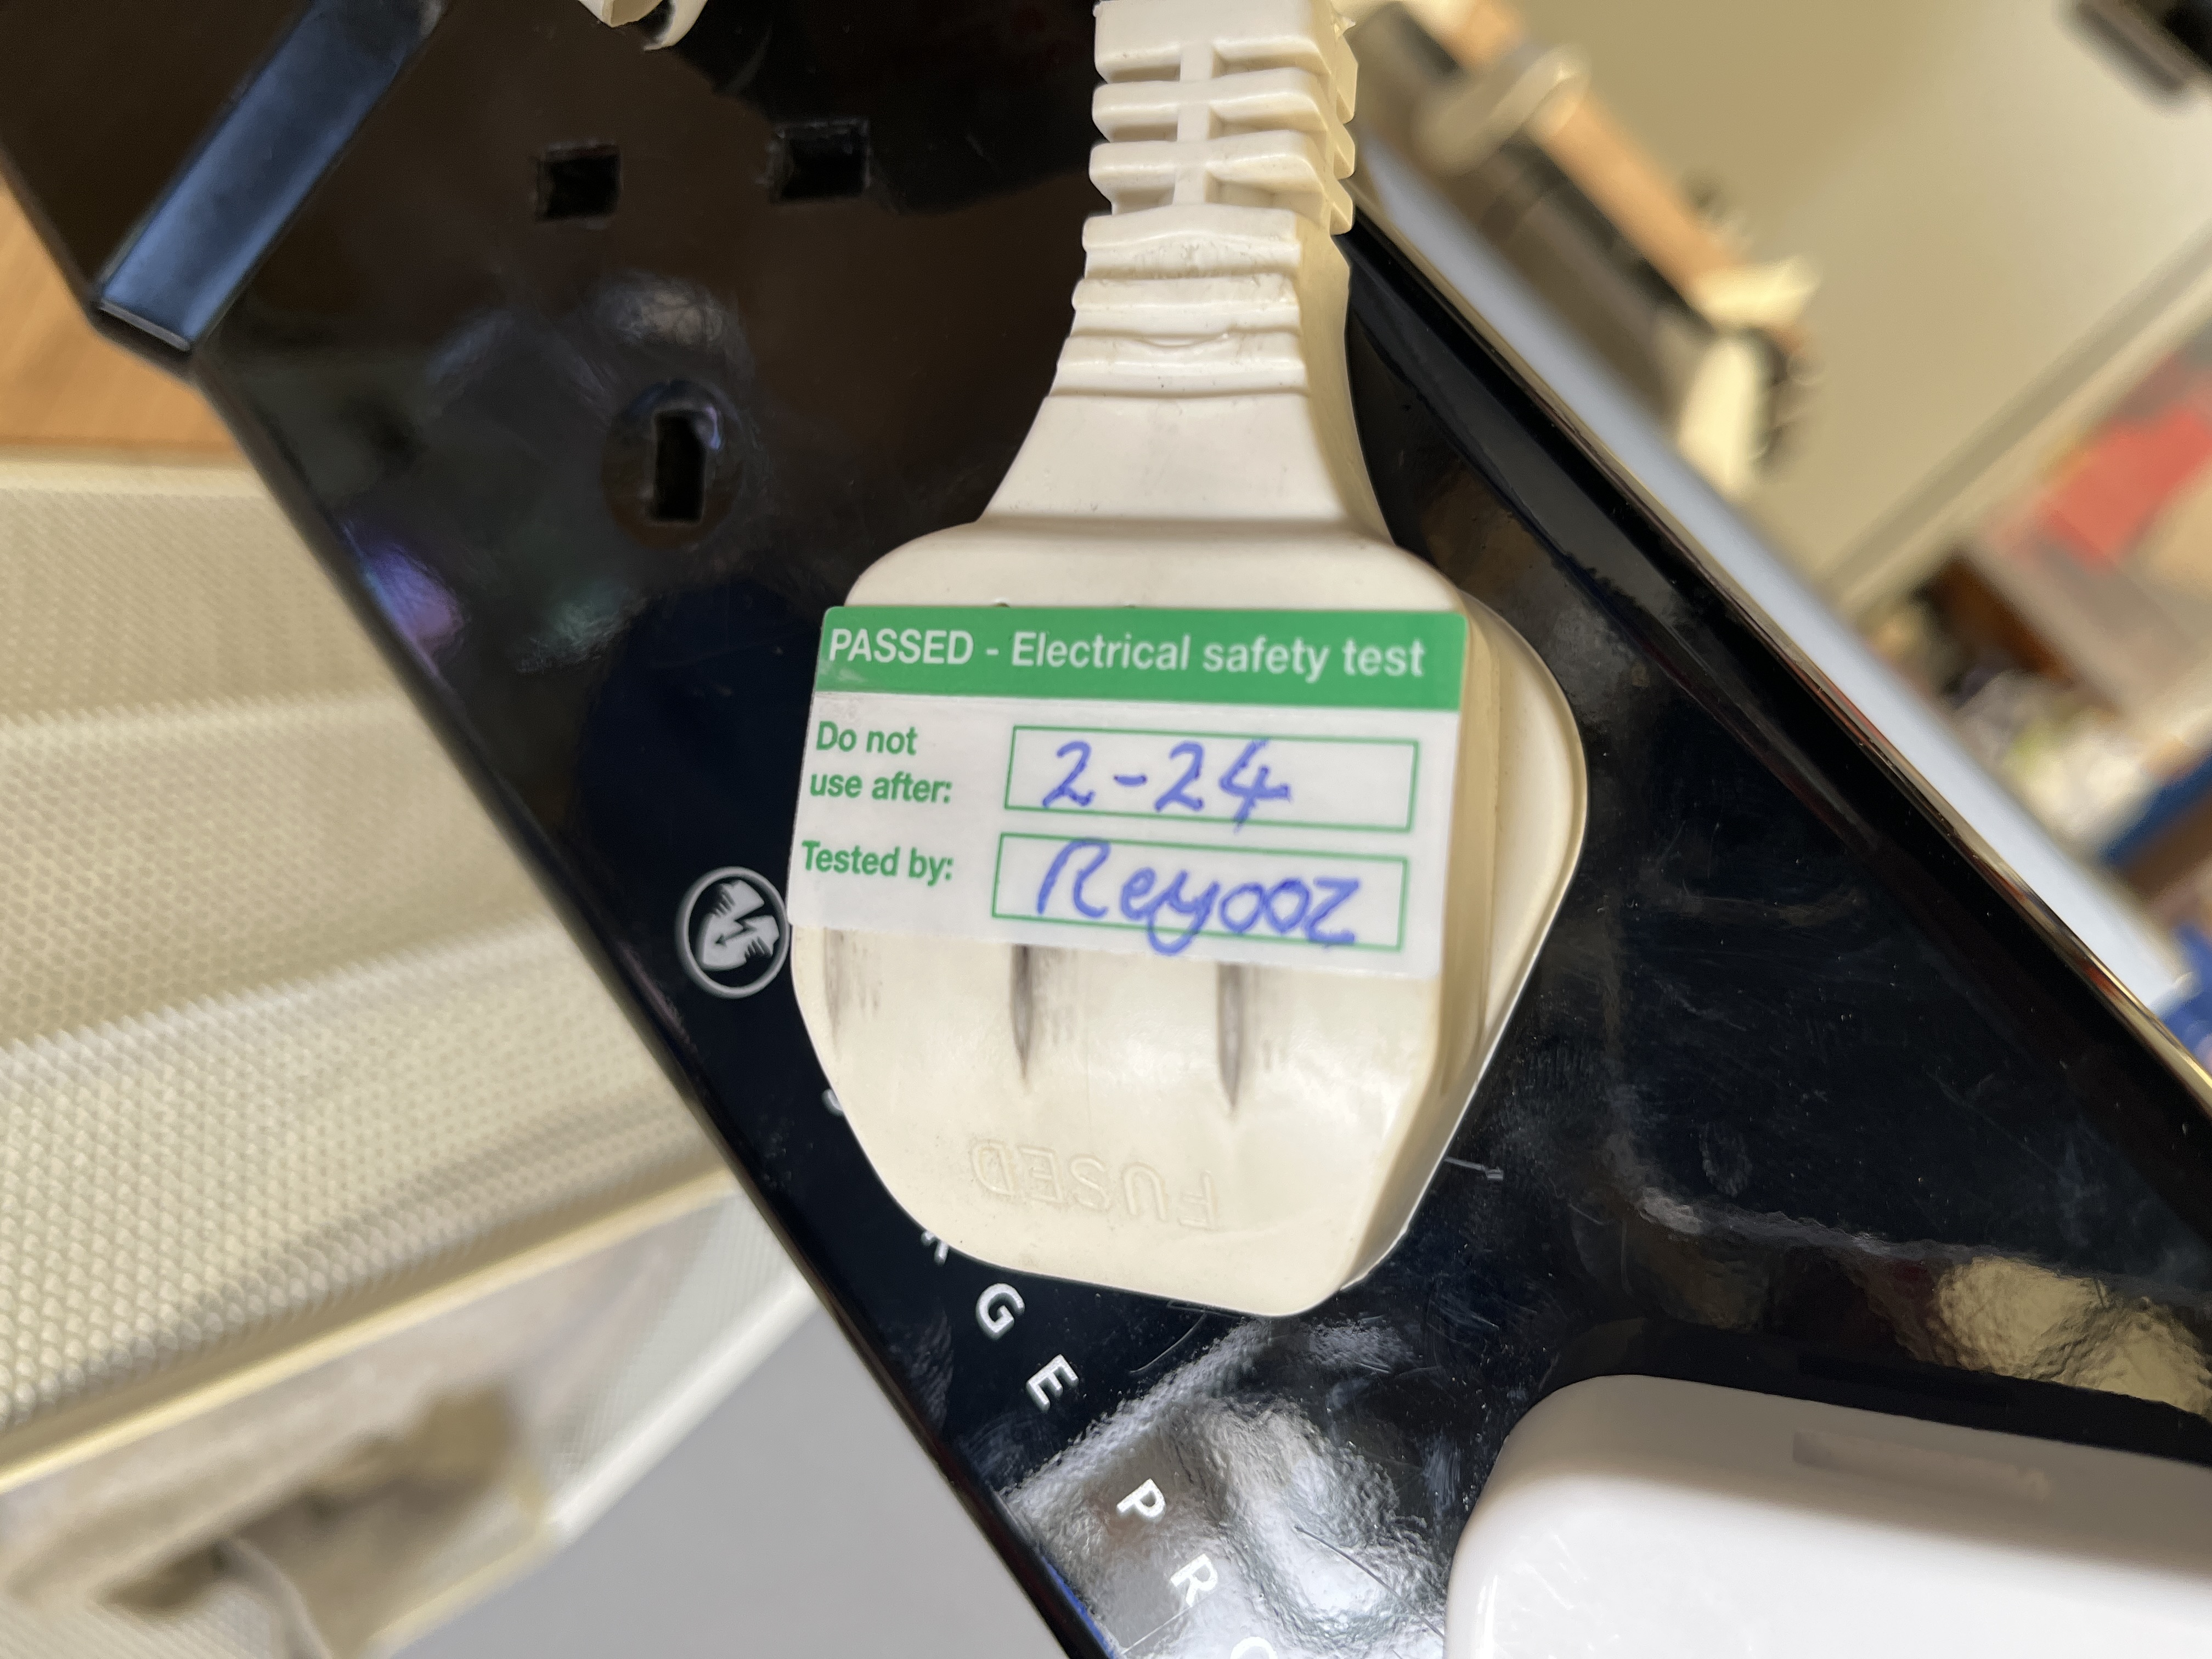 PASSED - Electrical safety test
Do not
use after:
2-24
Tested by:
Reyooz
FUSED
G E
P R